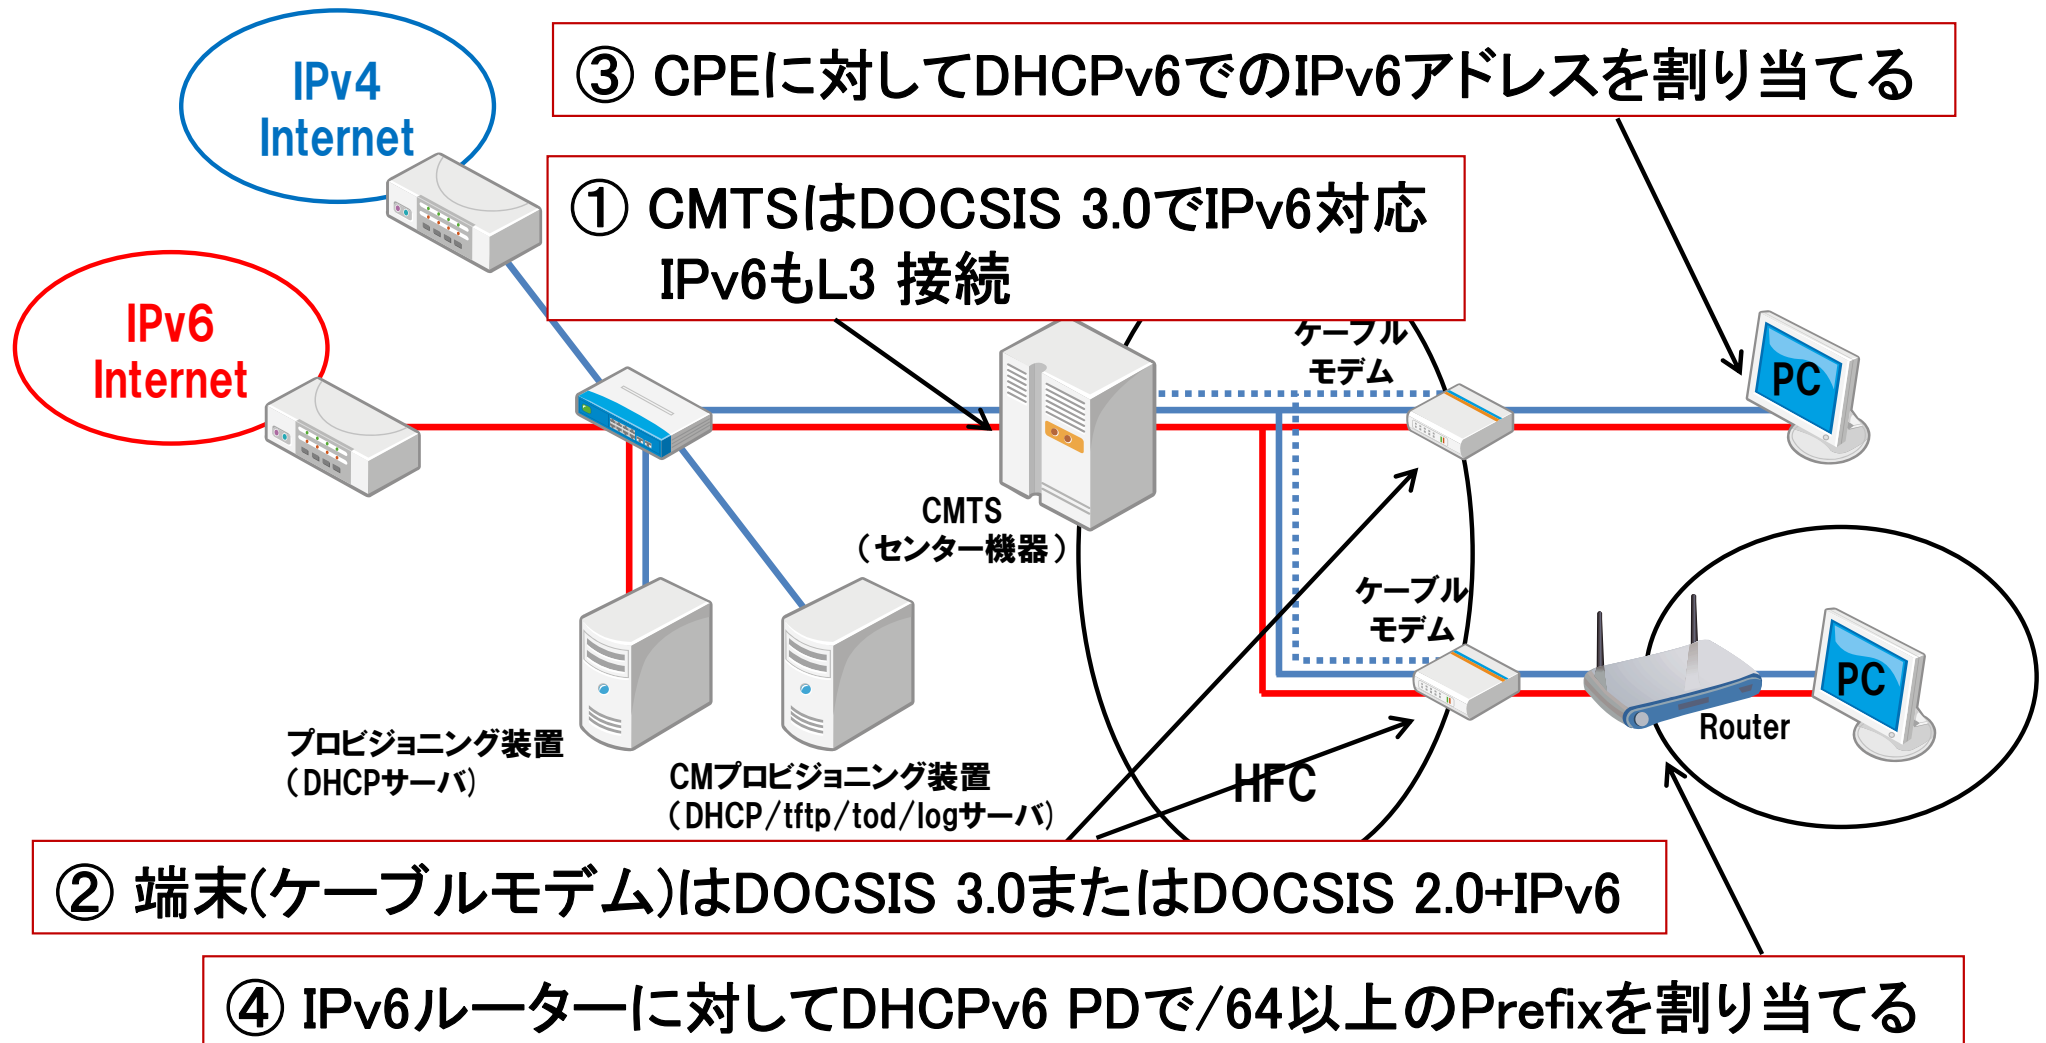 ③ CPEに対してDHCPv6でのIPv6アドレスを割り当てる
IPv4
Internet
① CMTSはDOCSIS 3.0でIPv6対応
IPv6もL3 接続
IPv6
Internet
ケーブル
モデム
PC
CMTS
（センター機器）
ケーブル
モデム
PC
Router
プロビジョニング装置
（DHCPサーバ）
CMプロビジョニング装置
（DHCP/tftp/tod/logサーバ）
HFC
② 端末(ケーブルモデム)はDOCSIS 3.0またはDOCSIS 2.0+IPv6
④ IPv6ルーターに対してDHCPv6 PDで/64以上のPrefixを割り当てる